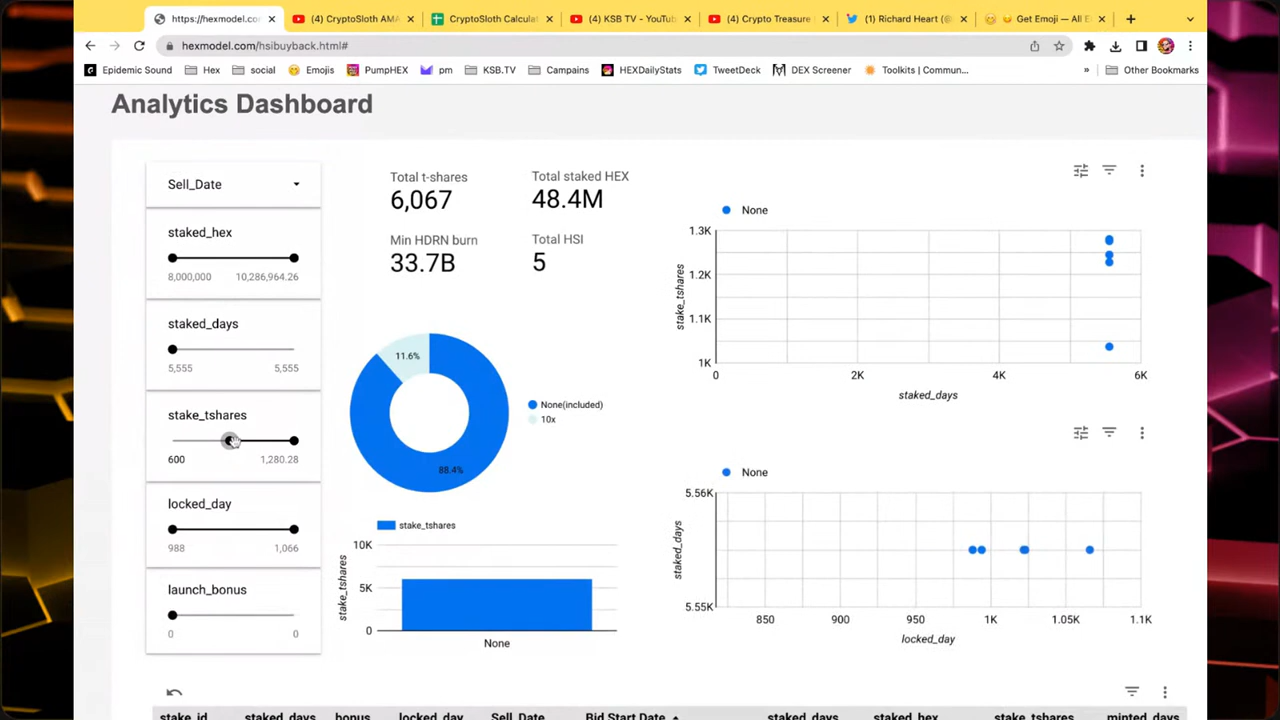 https://hexmodel.com/hs
(4) CryptoSloth AMA
CryptoSloth Calcula
(4) KSB TV - YouTub
(4) Crypto Treasure
(1) Richard Heart (@
Get Emoji — All E
hexmodel.com/hsibuyback.html#
Epidemic Sound
Hex
social
Emojis
PumpHEX
pm
KSB.TV
Campains
HEXDailyStats
TweetDeck
DEX Screener
Toolkits | Commun...
»
Other Bookmarks
Analytics Dashboard
Sell_Date
staked_hex
8,000,000 10,286,964.26
staked_days
5,555 5,555
stake_tshares
600 1,280.28
locked_day
988 1,066
launch_bonus
0 0
Total t-shares
6,067
Total staked HEX
48.4M
Min HDRN burn
33.7B
Total HSI
5
11.6%
88.4%
None(included)
10x
stake_tshares
10K
5K
0
stake_tshares
None
None
1.3K
1.2K
1.1K
1K
stake_tshares
0 2K 4K 6K
staked_days
None
5.56K
5.55K
staked_days
850 900 950 1K 1.05K 1.1K
locked_day
stake_id staked_days bonus locked_day Sell_Date Bid Start Date staked_days staked_hex stake_tshares minted_days